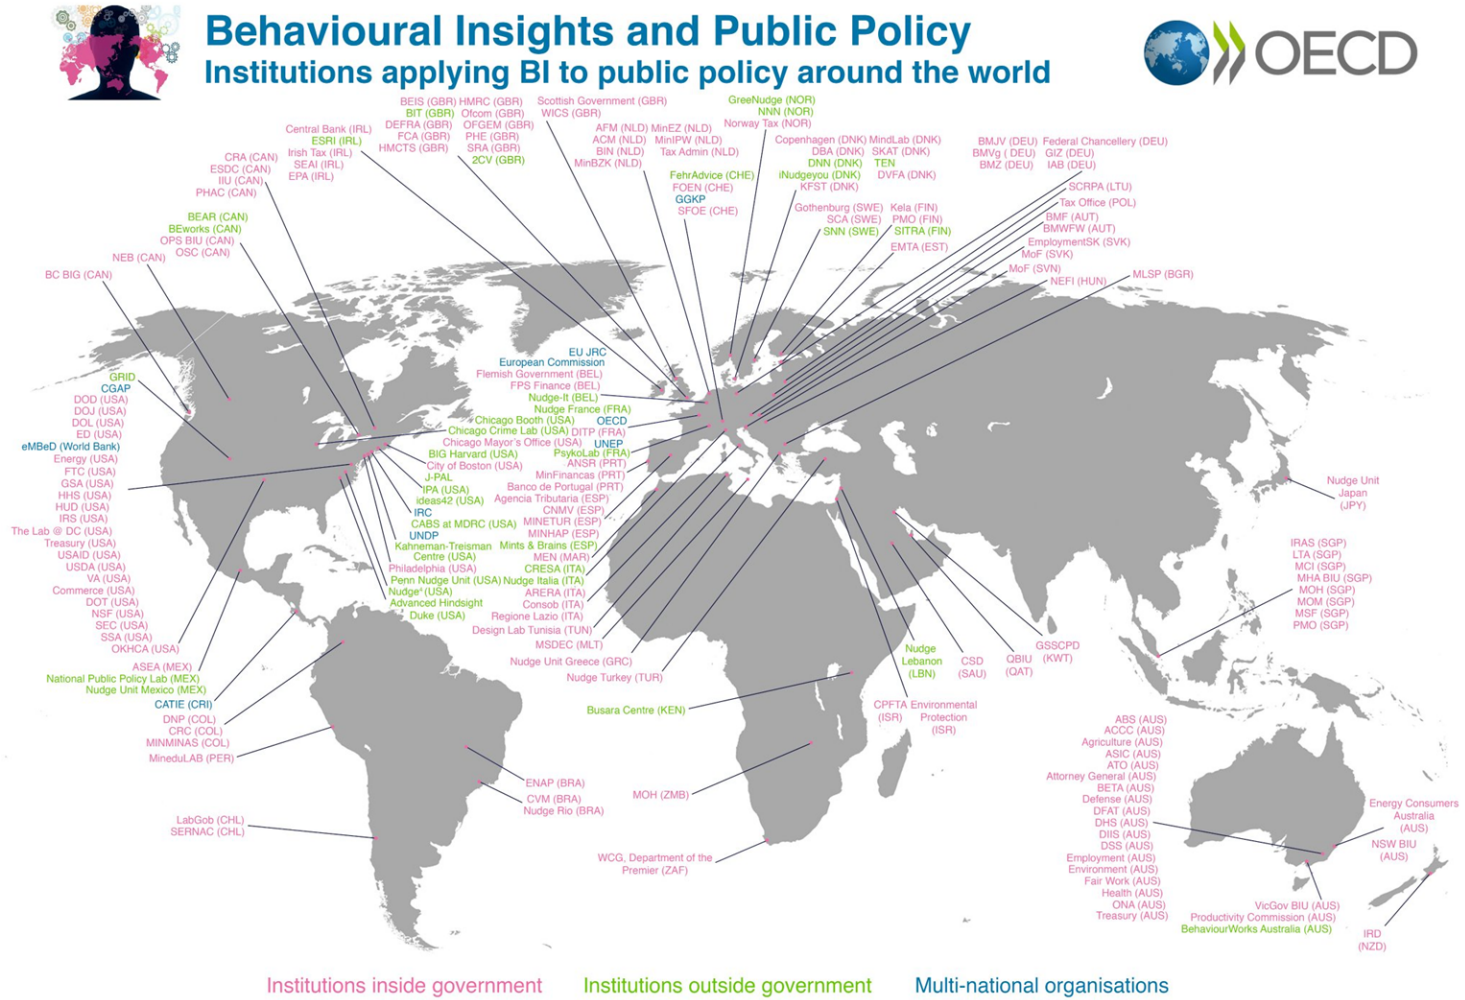 Behavioural Insights and Public Policy
Institutions applying BI to public policy around the world
OECD
BEIS (GBR) HMRC (GBR)
BIT (GBR) Ofcom (GBR)
DEFRA (GBR) OFGEM (GBR)
FCA (GBR) PHE (GBR)
HMCTS (GBR) SRA (GBR)
2CV (GBR)
Scottish Government (GBR)
WICS (GBR)
Central Bank (IRL)
ESRI (IRL)
Irish Tax (IRL)
SEAI (IRL)
EPA (IRL)
CRA (CAN)
ESDC (CAN)
IIU (CAN)
PHAC (CAN)
BEAR (CAN)
BEworks (CAN)
OPS BIU (CAN)
OSC (CAN)
NEB (CAN)
BC BIG (CAN)
AFM (NLD) MinEZ (NLD)
ACM (NLD) MinIPW (NLD)
BIN (NLD) Tax Admin (NLD)
MinBZK (NLD)
GreeNudge (NOR)
NNN (NOR)
Norway Tax (NOR)
FehrAdvice (CHE)
FOEN (CHE)
GGKP
SFOE (CHE)
Copenhagen (DNK) MindLab (DNK)
DBA (DNK) SKAT (DNK)
DNN (DNK) TEN
iNudgeyou (DNK) DVFA (DNK)
KFST (DNK)
Gothenburg (SWE) Kela (FIN)
SCA (SWE) PMO (FIN)
SNN (SWE) SITRA (FIN)
EMTA (EST)
BMJV (DEU) Federal Chancellery (DEU)
BMVg ( DEU) GIZ (DEU)
BMZ (DEU) IAB (DEU)
SCRPA (LTU)
Tax Office (POL)
BMF (AUT)
BMWFW (AUT)
EmploymentSK (SVK)
MoF (SVK)
MoF (SVN)
NEFI (HUN)
MLSP (BGR)
GRID
CGAP
DOD (USA)
DOJ (USA)
DOL (USA)
ED (USA)
eMBeD (World Bank)
Energy (USA)
FTC (USA)
GSA (USA)
HHS (USA)
HUD (USA)
IRS (USA)
The Lab @ DC (USA)
Treasury (USA)
USAID (USA)
USDA (USA)
VA (USA)
Commerce (USA)
DOT (USA)
NSF (USA)
SEC (USA)
SSA (USA)
OKHCA (USA)
ASEA (MEX)
National Public Policy Lab (MEX)
Nudge Unit Mexico (MEX)
CATIE (CRI)
DNP (COL)
CRC (COL)
MINMINAS (COL)
MineduLAB (PER)
LabGob (CHL)
SERNAC (CHL)
EU JRC
European Commission
Flemish Government (BEL)
FPS Finance (BEL)
Nudge-It (BEL)
Nudge France (FRA)
Chicago Booth (USA) OECD
Chicago Crime Lab (USA) DITP (FRA)
Chicago Mayor's Office (USA) UNEP
BIG Harvard (USA) PsykoLab (FRA)
City of Boston (USA) ANSR (PRT)
J-PAL MinFinancas (PRT)
IPA (USA) Banco de Portugal (PRT)
ideas42 (USA) Agencia Tributaria (ESP)
IRC CNMV (ESP)
CABS at MDRC (USA) MINETUR (ESP)
UNDP MINHAP (ESP)
Kahneman-Treisman Mints & Brains (ESP)
Centre (USA) MEN (MAR)
Philadelphia (USA) CRESA (ITA)
Penn Nudge Unit (USA) Nudge Italia (ITA)
Nudge⁴ (USA) ARERA (ITA)
Advanced Hindsight Consob (ITA)
Duke (USA) Regione Lazio (ITA)
Design Lab Tunisia (TUN)
MSDEC (MLT)
Nudge Unit Greece (GRC)
Nudge Turkey (TUR)
Busara Centre (KEN)
MOH (ZMB)
WCG, Department of the
Premier (ZAF)
ENAP (BRA)
CVM (BRA)
Nudge Rio (BRA)
Nudge
Lebanon
(LBN)
CSD
(SAU)
QBIU
(QAT)
GSSCPD
(KWT)
CPFTA Environmental
(ISR) Protection
(ISR)
Nudge Unit
Japan
(JPY)
IRAS (SGP)
LTA (SGP)
MCI (SGP)
MHA BIU (SGP)
MOH (SGP)
MOM (SGP)
MSF (SGP)
PMO (SGP)
ABS (AUS)
ACCC (AUS)
Agriculture (AUS)
ASIC (AUS)
ATO (AUS)
Attorney General (AUS)
BETA (AUS)
Defense (AUS)
DFAT (AUS)
DHS (AUS)
DIIS (AUS)
DSS (AUS)
Employment (AUS)
Environment (AUS)
Fair Work (AUS)
Health (AUS)
ONA (AUS)
Treasury (AUS)
Energy Consumers
Australia
(AUS)
NSW BIU
(AUS)
VicGov BIU (AUS)
Productivity Commission (AUS)
BehaviourWorks Australia (AUS)
IRD
(NZD)
Institutions inside government
Institutions outside government
Multi-national organisations